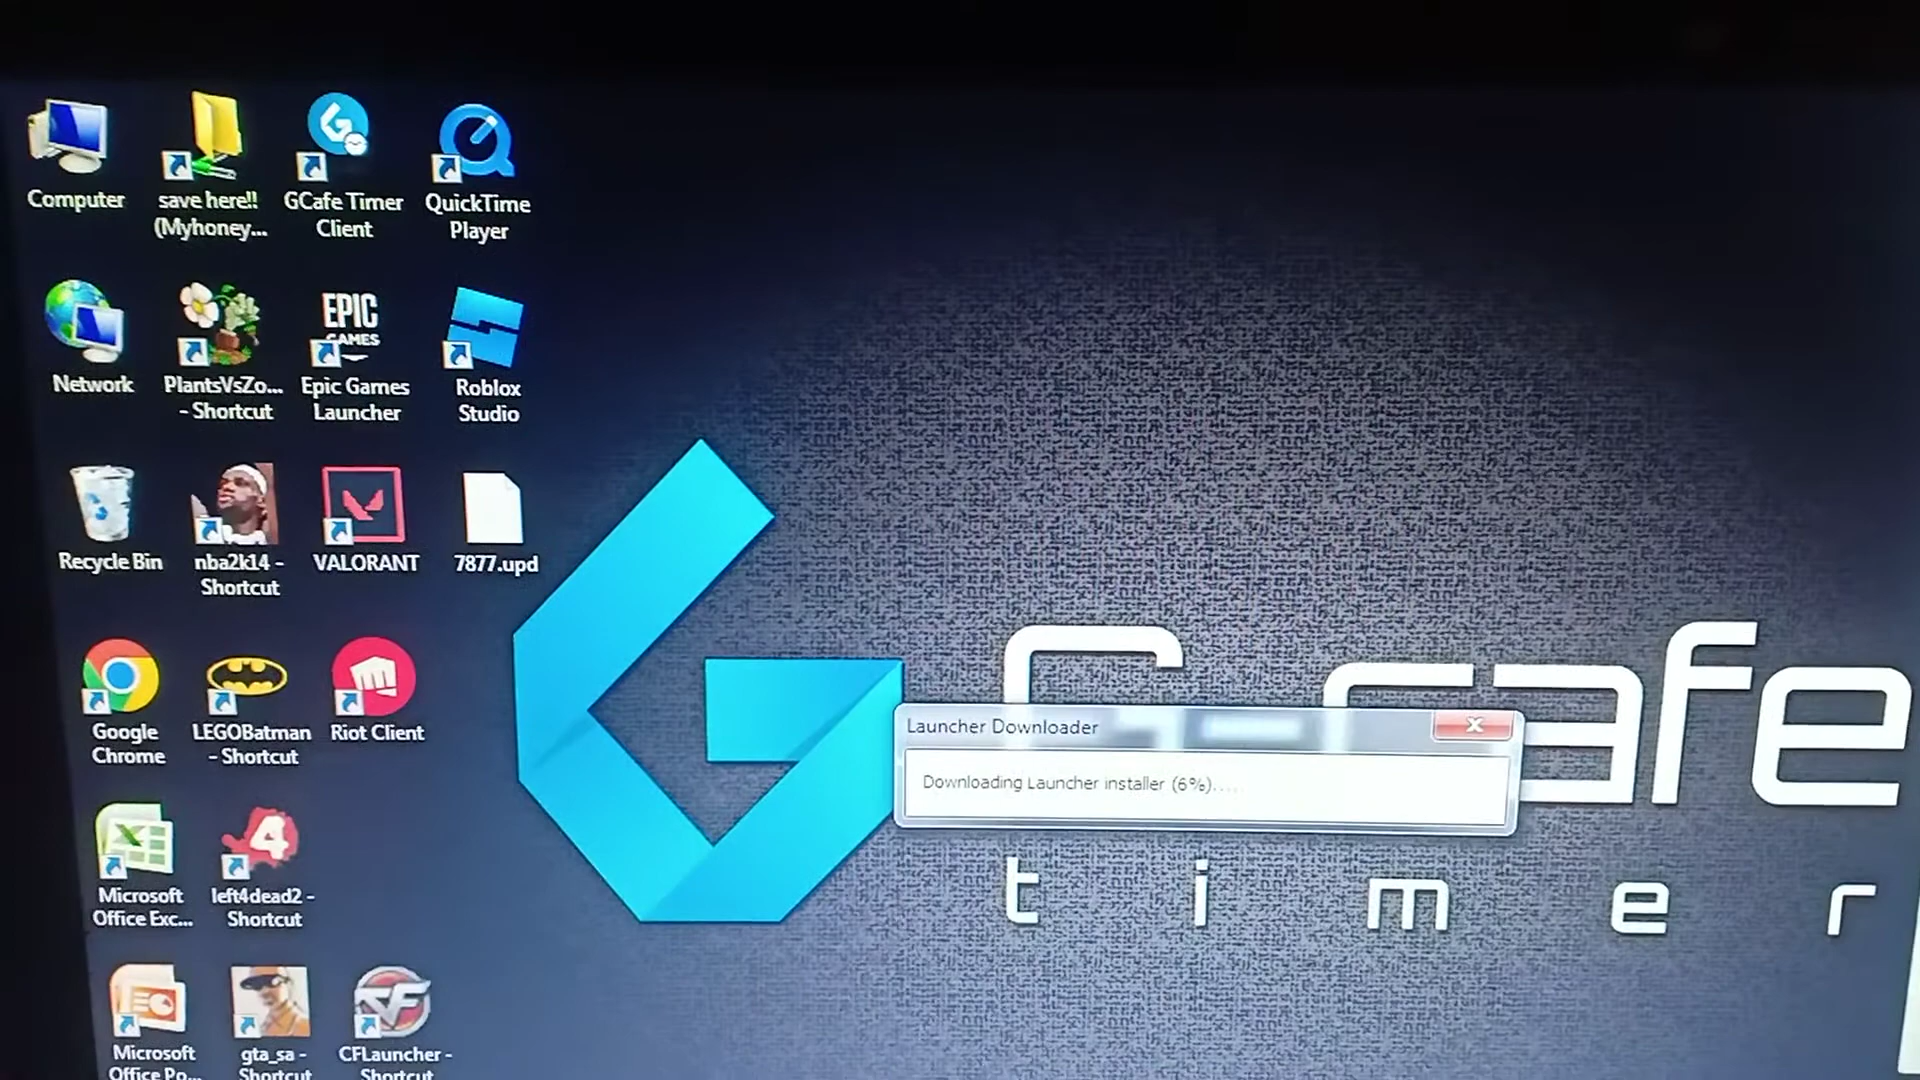 Computer
save here!!
(Myhoney...
GCafe Timer
Client
QuickTime
Player
Network
PlantsVsZo...
- Shortcut
EPIC
GAMES
Epic Games
Launcher
Roblox
Studio
Recycle Bin
nba2k14 -
Shortcut
VALORANT
7877.upd
Google
Chrome
LEGOBatman
- Shortcut
Riot Client
Microsoft
Office Exc...
4
left4dead2 -
Shortcut
Microsoft
Office Po...
gta_sa -
Shortcut
CF
CFLauncher -
Shortcut
G cafe
timer
Launcher Downloader
Downloading Launcher installer (6%).....